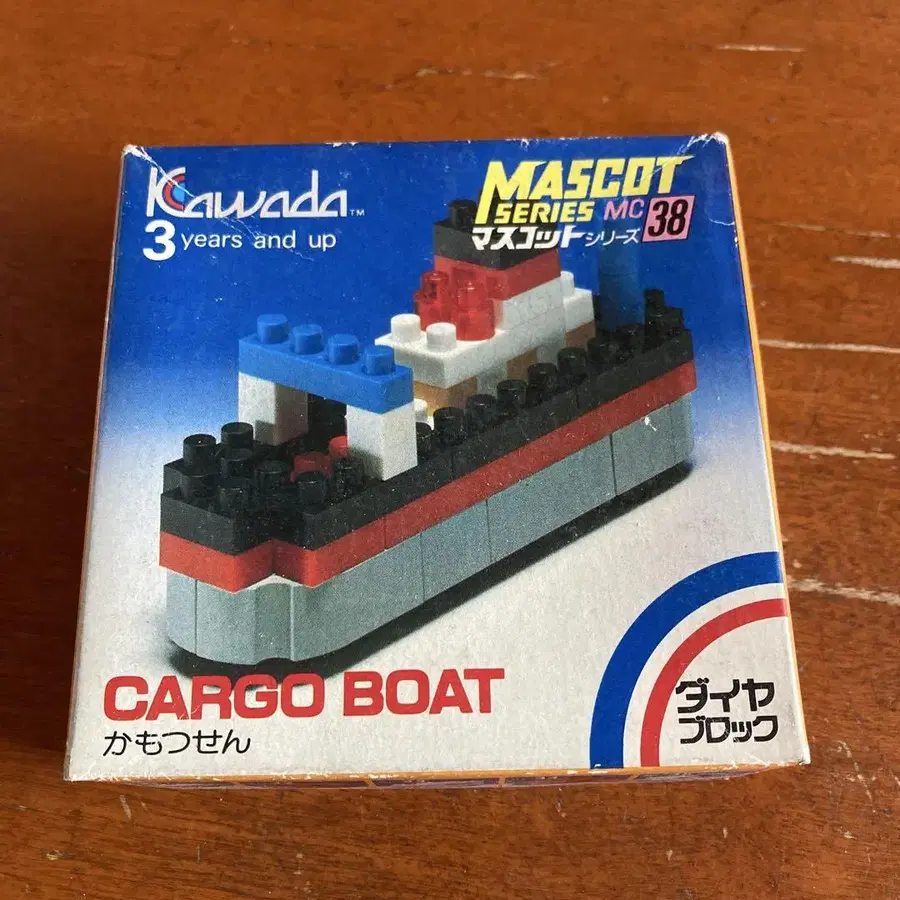 Kawada™
3 years and up
MASCOT
SERIES MC 38
マスコットシリーズ
CARGO BOAT
かもつせん
ダイヤ
ブロック